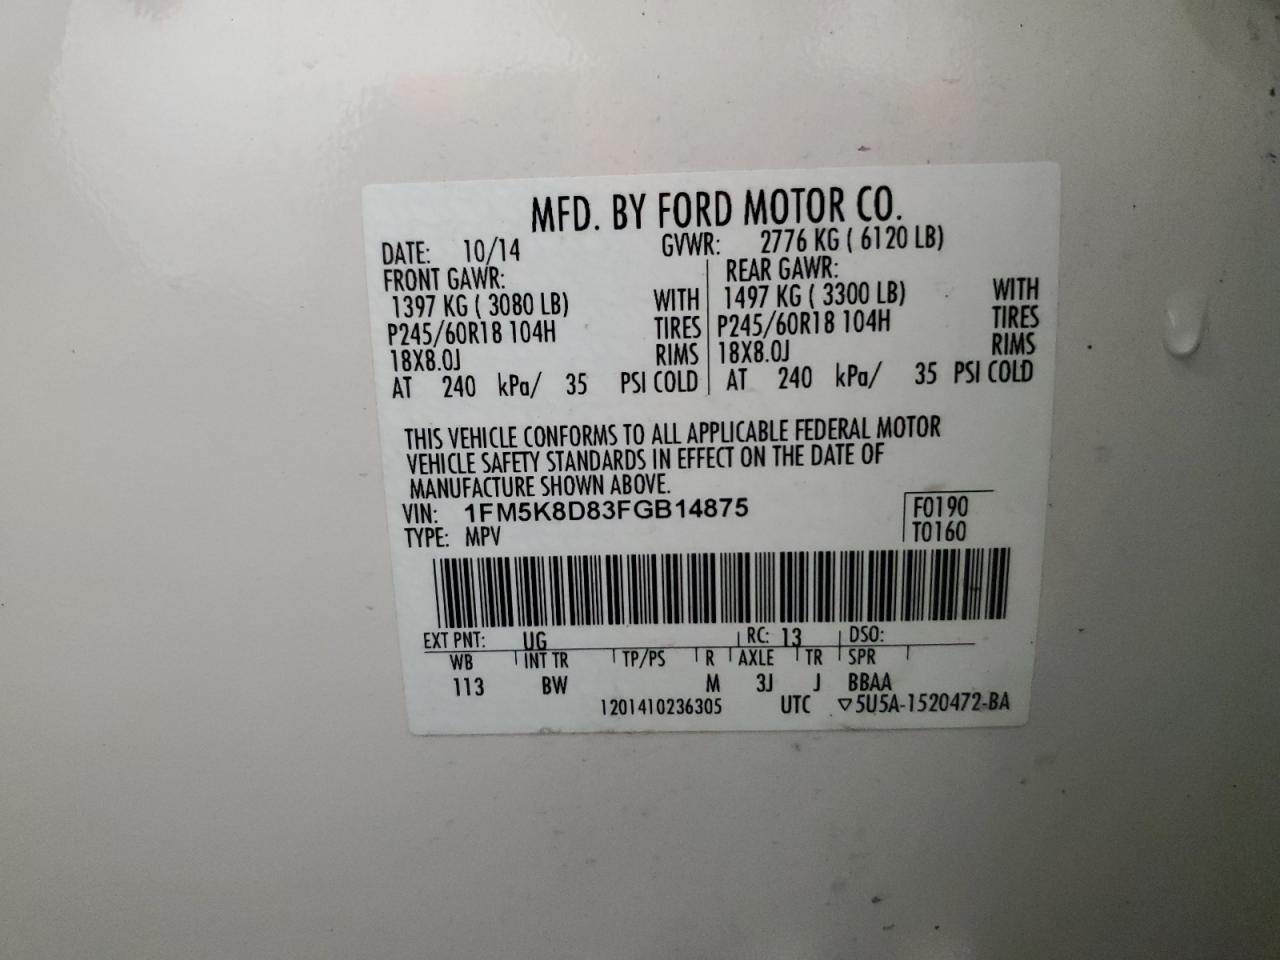 MFD. BY FORD MOTOR CO.
DATE: 10/14 GVWR: 2776 KG ( 6120 LB)
FRONT GAWR: REAR GAWR:
1397 KG ( 3080 LB) WITH 1497 KG ( 3300 LB) WITH
P245/60R18 104H TIRES P245/60R18 104H TIRES
18X8.0J RIMS 18X8.0J RIMS
AT 240 kPa/ 35 PSI COLD AT 240 kPa/ 35 PSI COLD
THIS VEHICLE CONFORMS TO ALL APPLICABLE FEDERAL MOTOR
VEHICLE SAFETY STANDARDS IN EFFECT ON THE DATE OF
MANUFACTURE SHOWN ABOVE.
VIN: 1FM5K8D83FGB14875 F0190
TYPE: MPV T0160
EXT PNT: UG RC: 13 DSO:
WB INT TR TP/PS R AXLE TR SPR
113 BW M 3J J BBAA
1201410236305 UTC ▽5U5A-1520472-BA